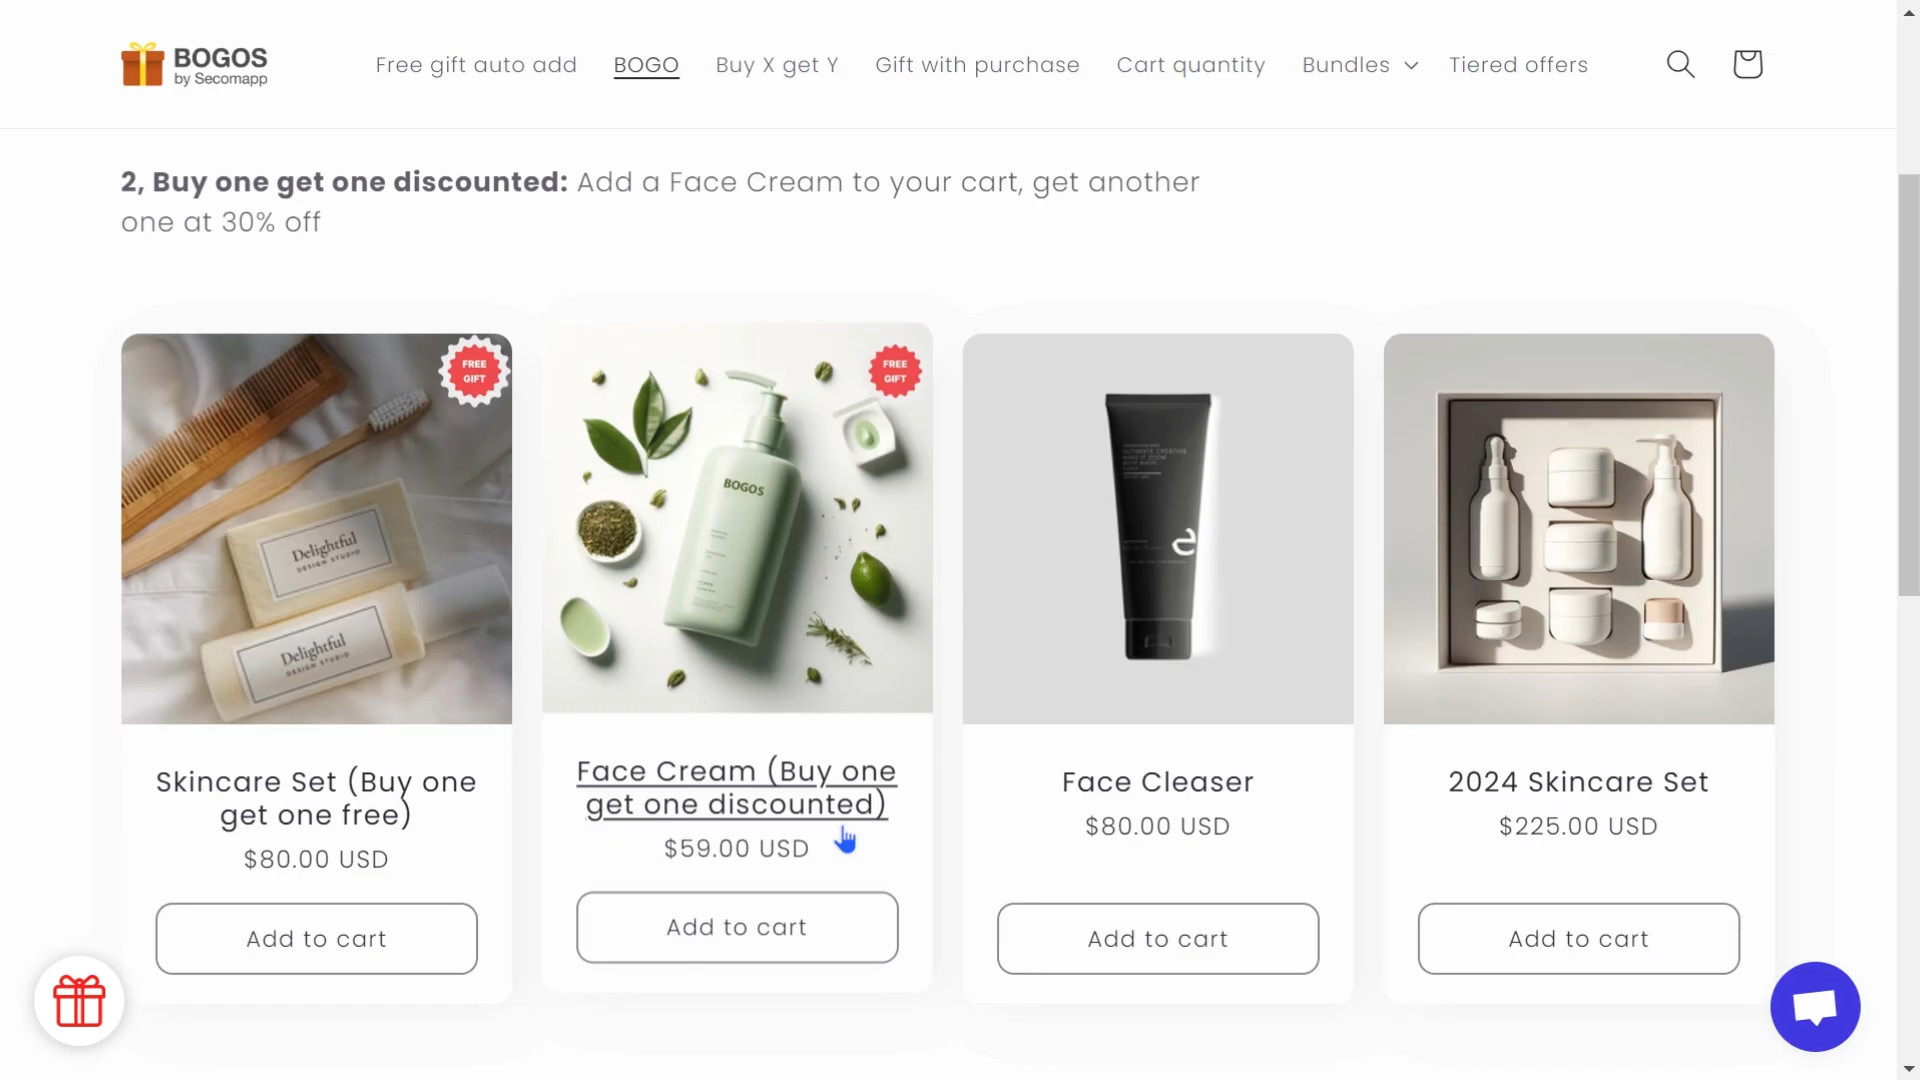 BOGOS
by Secomapp
Free gift auto add
BOGO
Buy X get Y
Gift with purchase
Cart quantity
Bundles
Tiered offers
2, Buy one get one discounted: Add a Face Cream to your cart, get another
one at 30% off
FREE
GIFT
Delightful
DESIGN STUDIO
Delightful
DESIGN STUDIO
FREE
GIFT
BOGOS
Skincare Set (Buy one
get one free)
$80.00 USD
Add to cart
Face Cream (Buy one
get one discounted)
$59.00 USD
Add to cart
Face Cleaser
$80.00 USD
Add to cart
2024 Skincare Set
$225.00 USD
Add to cart